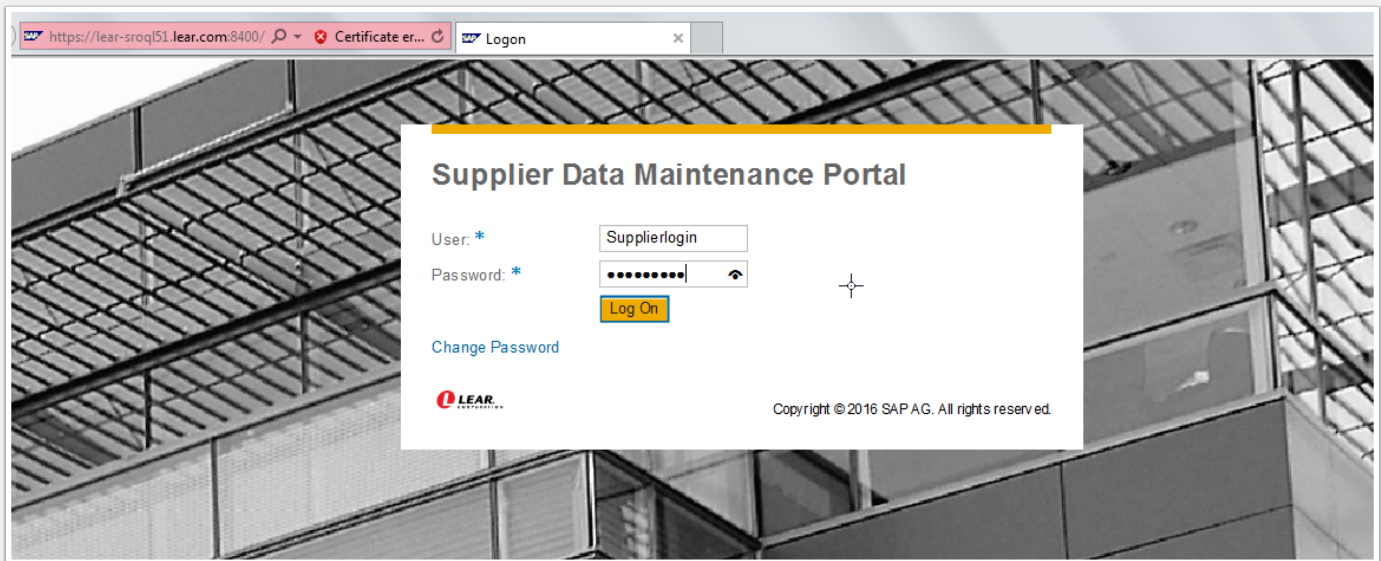 https://lear-sroql51.lear.com:8400/ Certificate er... Logon
Supplier Data Maintenance Portal
User: * Supplierlogin
Password: * •••••••••
Log On
Change Password
LEAR.
CORPORATION
Copyright © 2016 SAP AG. All rights reserved.